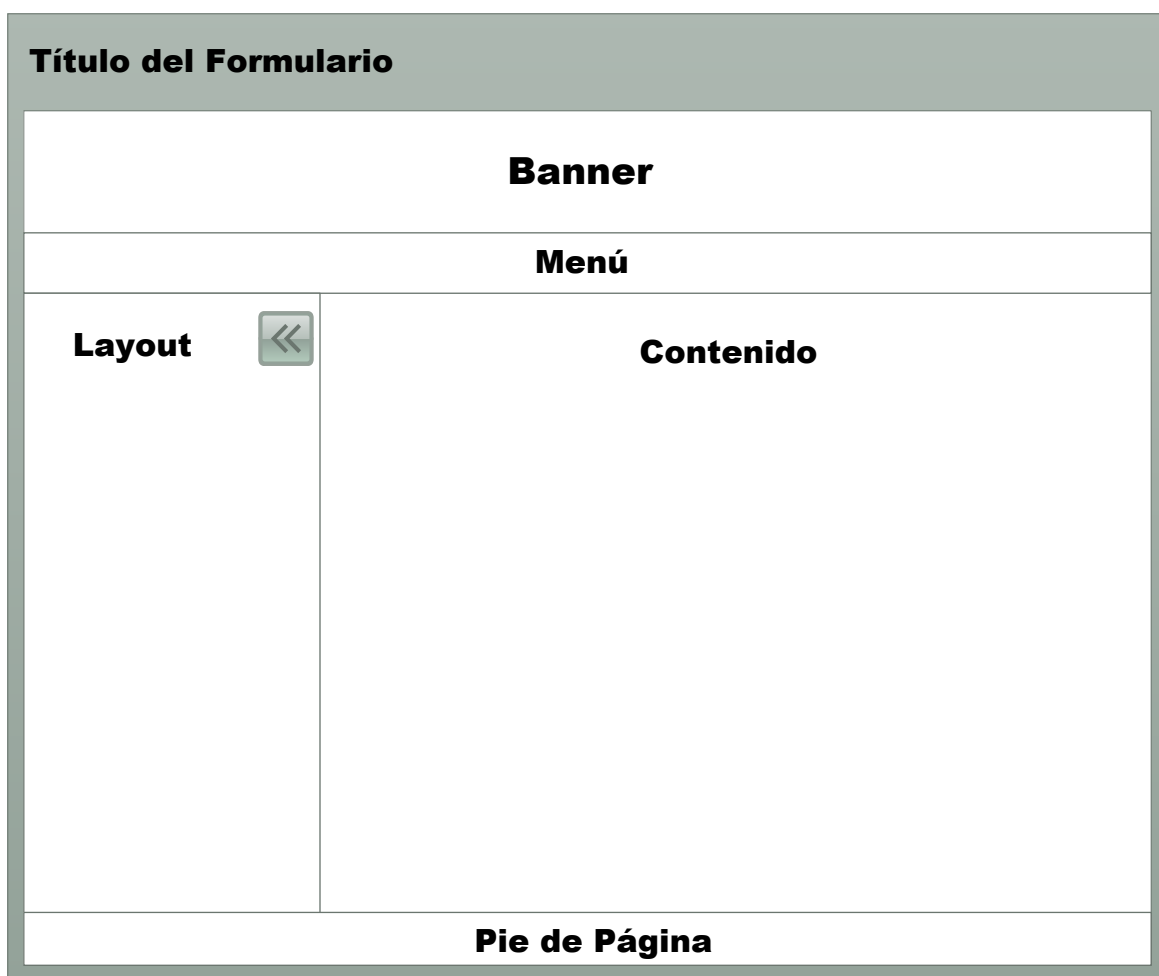 Título del Formulario
Banner
Menú
Layout
Contenido
Pie de Página